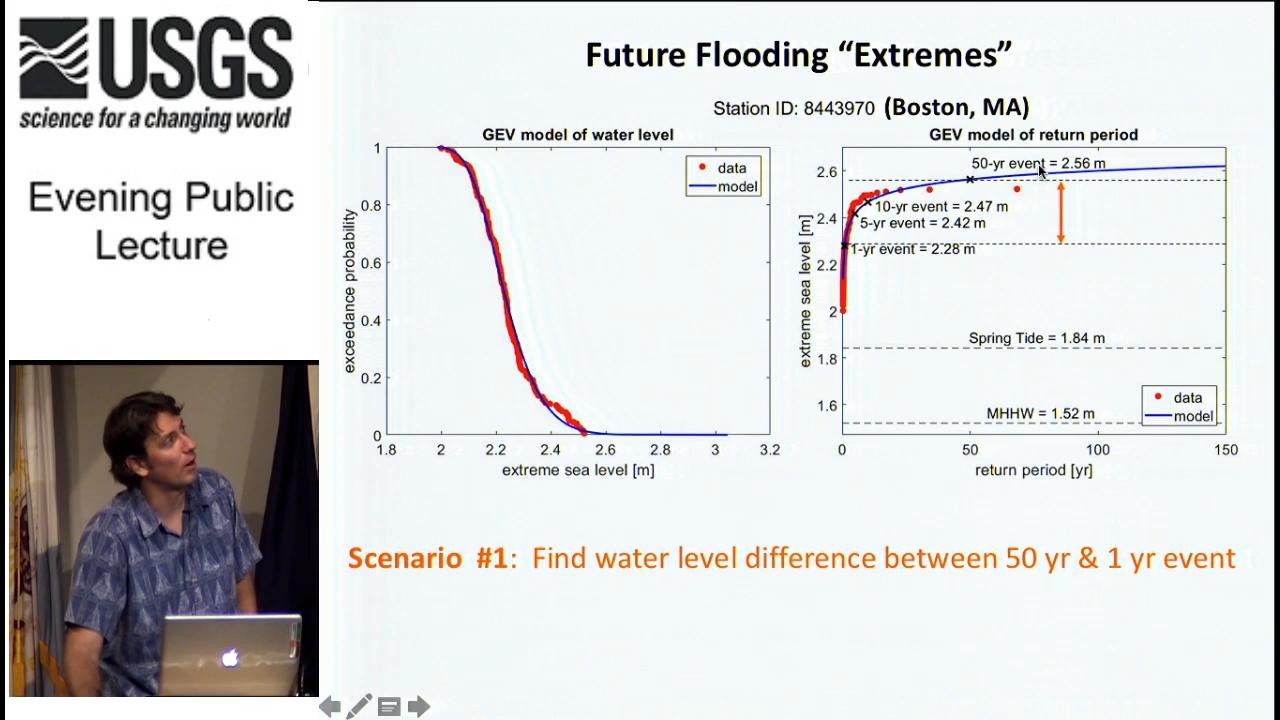 USGS
science for a changing world
Evening Public
Lecture
Future Flooding “Extremes”
Station ID: 8443970 (Boston, MA)
GEV model of water level
1
0.8
0.6
0.4
0.2
0
exceedance probability
data
model
1.8 2 2.2 2.4 2.6 2.8 3 3.2
extreme sea level [m]
GEV model of return period
2.6
2.4
2.2
2
1.8
1.6
extreme sea level [m]
50-yr event = 2.56 m
10-yr event = 2.47 m
5-yr event = 2.42 m
1-yr event = 2.28 m
Spring Tide = 1.84 m
MHHW = 1.52 m
data
model
0 50 100 150
return period [yr]
Scenario #1: Find water level difference between 50 yr & 1 yr event